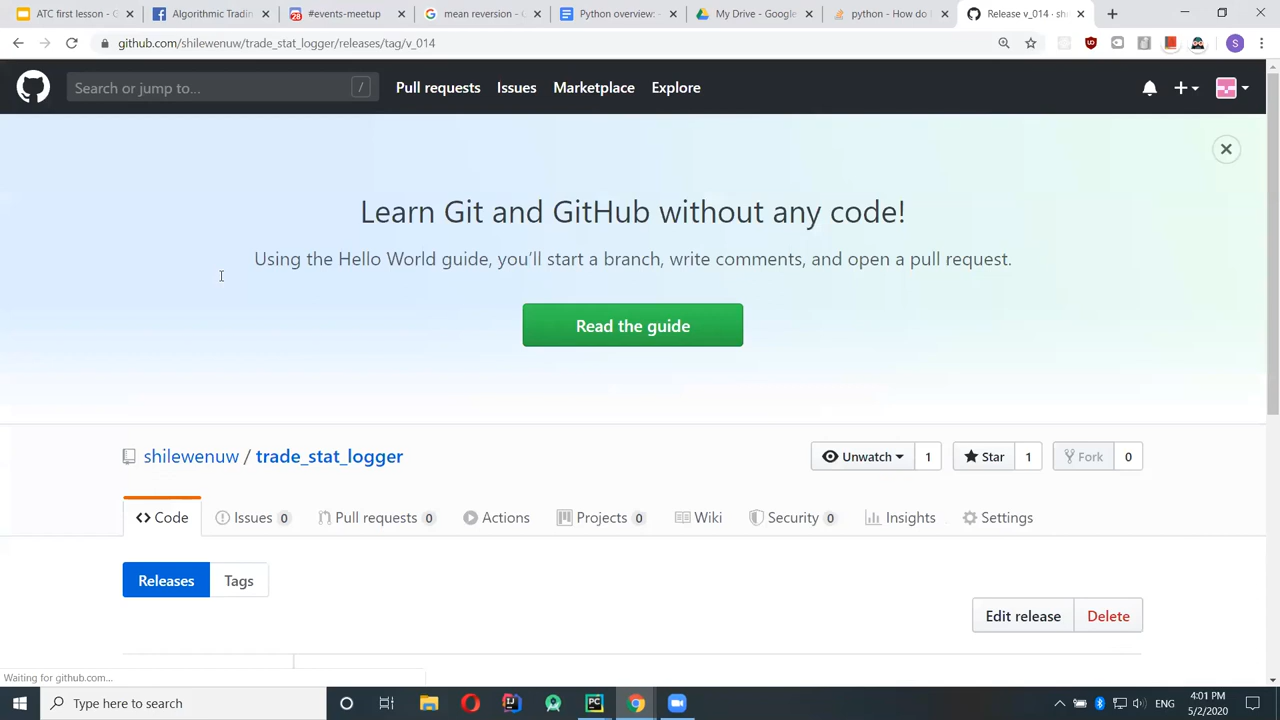 ATC first lesson - G
Algorithmic Tradin
28
#events-meetup
mean reversion - G
Python overview: -
My Drive - Google
python - How do I
Release v_014 · sh
github.com/shilewenuw/trade_stat_logger/releases/tag/v_014
S
Search or jump to...
/
Pull requests
Issues
Marketplace
Explore
Learn Git and GitHub without any code!
Using the Hello World guide, you'll start a branch, write comments, and open a pull request.
Read the guide
shilewenuw / trade_stat_logger
Unwatch 1
Star 1
Fork 0
Code
Issues 0
Pull requests 0
Actions
Projects 0
Wiki
Security 0
Insights
Settings
Releases
Tags
Edit release
Delete
Waiting for github.com...
Type here to search
PC
ENG
4:01 PM
5/2/2020